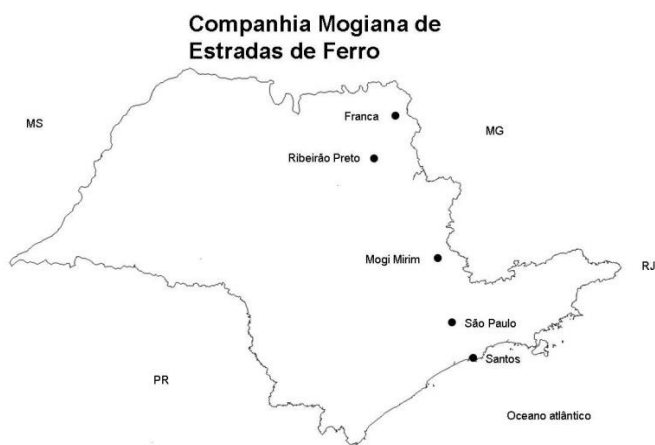 Companhia Mogiana de
Estradas de Ferro
MS
Franca
MG
Ribeirão Preto
Mogi Mirim
RJ
São Paulo
Santos
PR
Oceano atlântico